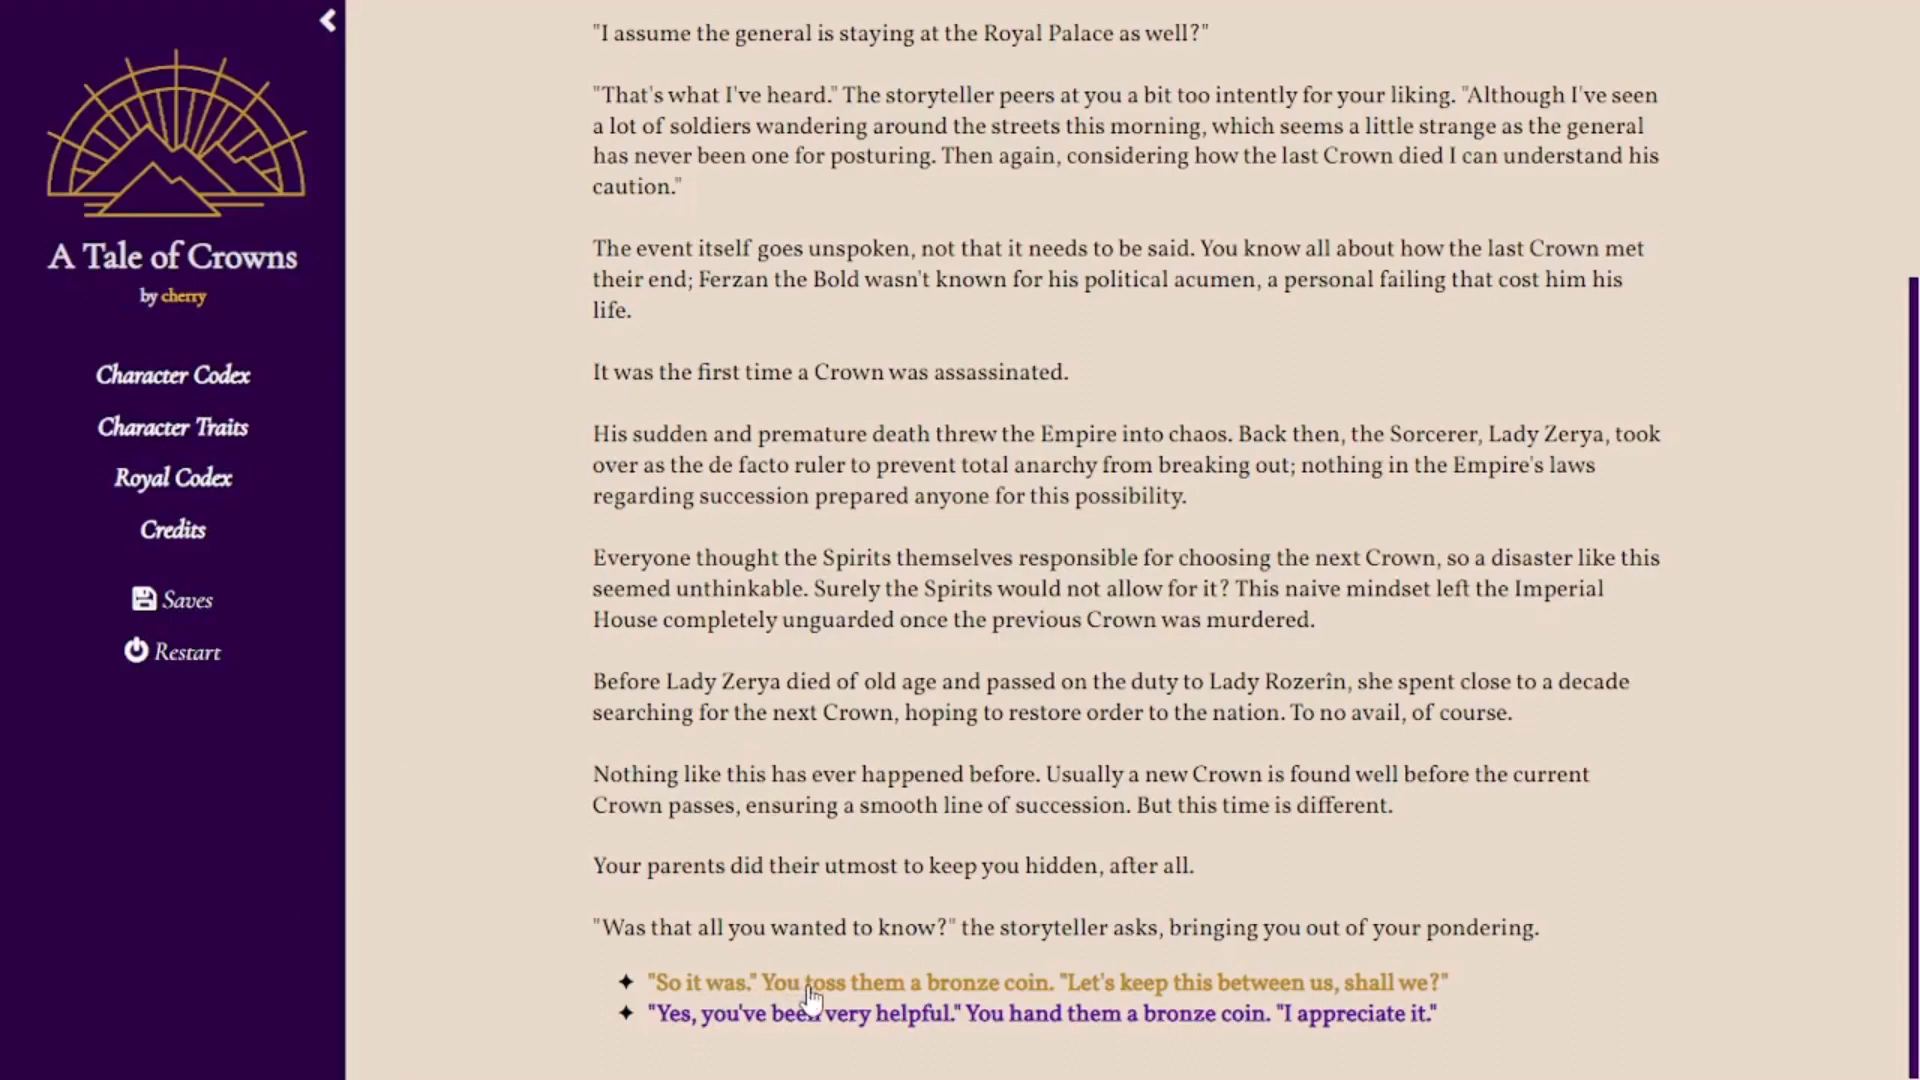 A Tale of Crowns
by cherry
Character Codex
Character Traits
Royal Codex
Credits
Saves
Restart
"I assume the general is staying at the Royal Palace as well?"
"That's what I've heard." The storyteller peers at you a bit too intently for your liking. "Although I've seen
a lot of soldiers wandering around the streets this morning, which seems a little strange as the general
has never been one for posturing. Then again, considering how the last Crown died I can understand his
caution."
The event itself goes unspoken, not that it needs to be said. You know all about how the last Crown met
their end; Ferzan the Bold wasn't known for his political acumen, a personal failing that cost him his
life.
It was the first time a Crown was assassinated.
His sudden and premature death threw the Empire into chaos. Back then, the Sorcerer, Lady Zerya, took
over as the de facto ruler to prevent total anarchy from breaking out; nothing in the Empire's laws
regarding succession prepared anyone for this possibility.
Everyone thought the Spirits themselves responsible for choosing the next Crown, so a disaster like this
seemed unthinkable. Surely the Spirits would not allow for it? This naive mindset left the Imperial
House completely unguarded once the previous Crown was murdered.
Before Lady Zerya died of old age and passed on the duty to Lady Rozerîn, she spent close to a decade
searching for the next Crown, hoping to restore order to the nation. To no avail, of course.
Nothing like this has ever happened before. Usually a new Crown is found well before the current
Crown passes, ensuring a smooth line of succession. But this time is different.
Your parents did their utmost to keep you hidden, after all.
"Was that all you wanted to know?" the storyteller asks, bringing you out of your pondering.
"So it was." You toss them a bronze coin. "Let's keep this between us, shall we?"
"Yes, you've been very helpful." You hand them a bronze coin. "I appreciate it."